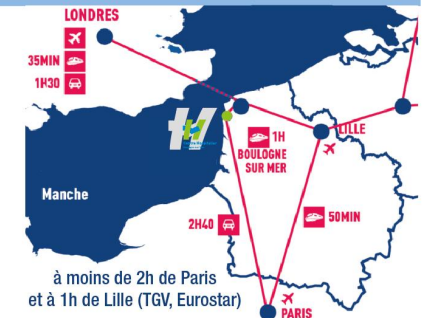 LONDRES
35MIN
1H30
1H
BOULOGNE
SUR MER
LILLE
Manche
2H40
50MIN
à moins de 2h de Paris
et à 1h de Lille (TGV, Eurostar)
PARIS